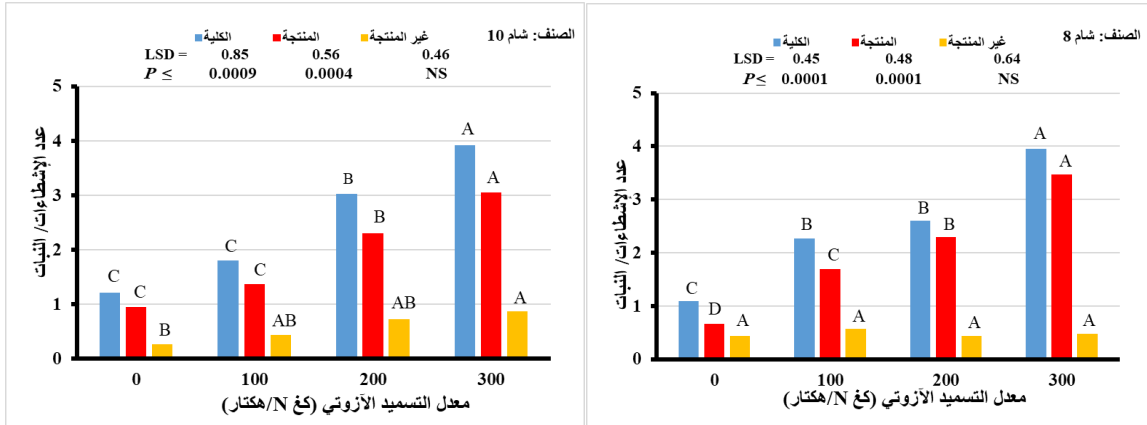 الصنف: شام 10
الكلية المنتجة غير المنتجة
LSD = 0.85 0.56 0.46
P ≤ 0.0009 0.0004 NS
عدد الإشطاءات/ النبات
5
4
3
2
1
0
C C B
C C AB
B B AB
A A A
0 100 200 300
معدل التسميد الآزوتي (كغ N/هكتار)
الصنف: شام 8
الكلية المنتجة غير المنتجة
LSD = 0.45 0.48 0.64
P ≤ 0.0001 0.0001 NS
عدد الإشطاءات/ النبات
5
4
3
2
1
0
C D A
B C A
B B A
A A A
0 100 200 300
معدل التسميد الآزوتي (كغ N/هكتار)